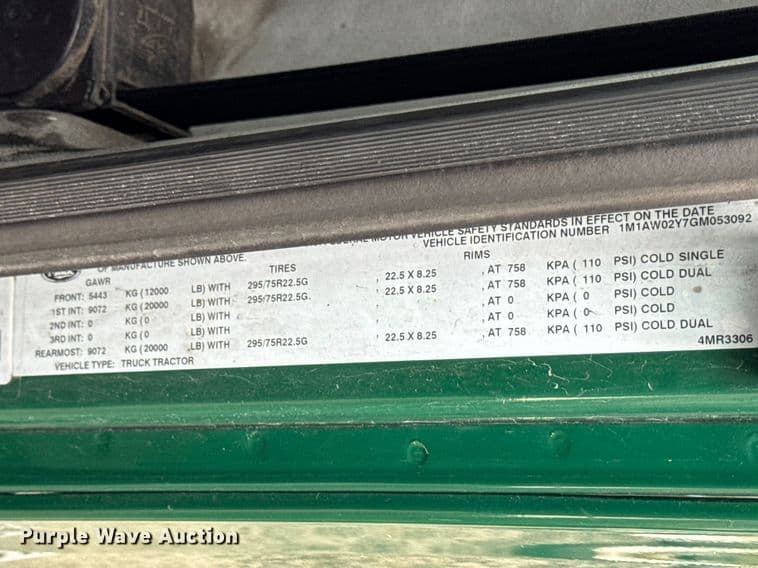 MOTOR VEHICLE SAFETY STANDARDS IN EFFECT ON THE DATE
OF MANUFACTURE SHOWN ABOVE. VEHICLE IDENTIFICATION NUMBER 1M1AW02Y7GM053092
GAWR TIRES RIMS
FRONT: 5443 KG (12000 LB) WITH 295/75R22.5G , 22.5 X 8.25 , AT 758 KPA ( 110 PSI) COLD SINGLE
1ST INT: 9072 KG (20000 LB) WITH 295/75R22.5G. , 22.5 X 8.25 , AT 758 KPA ( 110 PSI) COLD DUAL
2ND INT: 0 KG (0 LB) WITH , , AT 0 KPA ( 0 PSI) COLD
3RD INT: 0 KG (0 LB) WITH , , AT 0 KPA ( 0 PSI) COLD
REARMOST: 9072 KG (20000 LB) WITH 295/75R22.5G , 22.5 X 8.25 , AT 758 KPA ( 110 PSI) COLD DUAL
VEHICLE TYPE: TRUCK TRACTOR 4MR3306
Purple Wave Auction